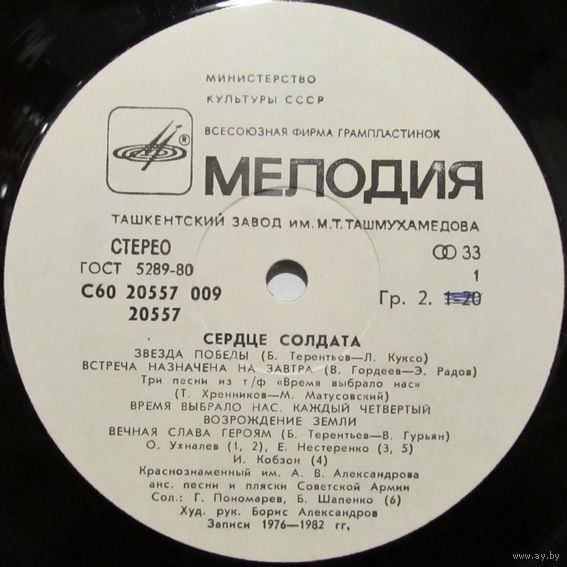 МИНИСТЕРСТВО
КУЛЬТУРЫ СССР
ВСЕСОЮЗНАЯ ФИРМА ГРАМПЛАСТИНОК
®
МЕЛОДИЯ
ТАШКЕНТСКИЙ ЗАВОД ИМ. М.Т. ТАШМУХАМЕДОВА
СТЕРЕО 33
ГОСТ 5289-80 1
С60 20557 009 Гр. 2. 1-20
20557
СЕРДЦЕ СОЛДАТА
ЗВЕЗДА ПОБЕДЫ (Б. Терентьев—Л. Куксо)
ВСТРЕЧА НАЗНАЧЕНА НА ЗАВТРА (В. Гордеев—Э. Радов)
Три песни из т/ф «Время выбрало нас»
(Т. Хренников—М. Матусовский)
ВРЕМЯ ВЫБРАЛО НАС. КАЖДЫЙ ЧЕТВЕРТЫЙ
ВОЗРОЖДЕНИЕ ЗЕМЛИ
ВЕЧНАЯ СЛАВА ГЕРОЯМ (Б. Терентьев—В. Гурьян)
О. Ухналев (1, 2), Е. Нестеренко (3, 5)
И. Кобзон (4)
Краснознаменный им. А. В. Александрова
анс. песни и пляски Советской Армии
Сол.: Г. Пономарев, Б. Шапенко (6)
Худ. рук. Борис Александров
Записи 1976—1982 гг.
www.ay.by